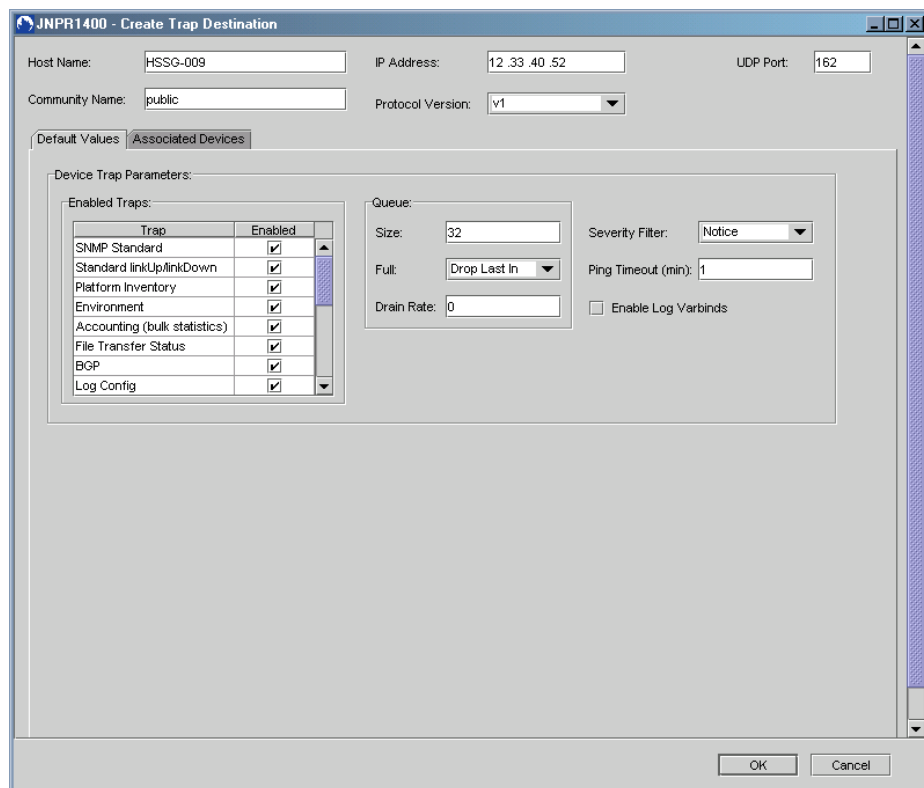 JNPR1400 - Create Trap Destination
Host Name: HSSG-009 IP Address: 12 .33 .40 .52 UDP Port: 162
Community Name: public Protocol Version: v1
Default Values Associated Devices
Device Trap Parameters:
Enabled Traps:
Trap Enabled
SNMP Standard
Standard linkUp/linkDown
Platform Inventory
Environment
Accounting (bulk statistics)
File Transfer Status
BGP
Log Config
Queue:
Size: 32
Full: Drop Last In
Drain Rate: 0
Severity Filter: Notice
Ping Timeout (min): 1
Enable Log Varbinds
OK Cancel